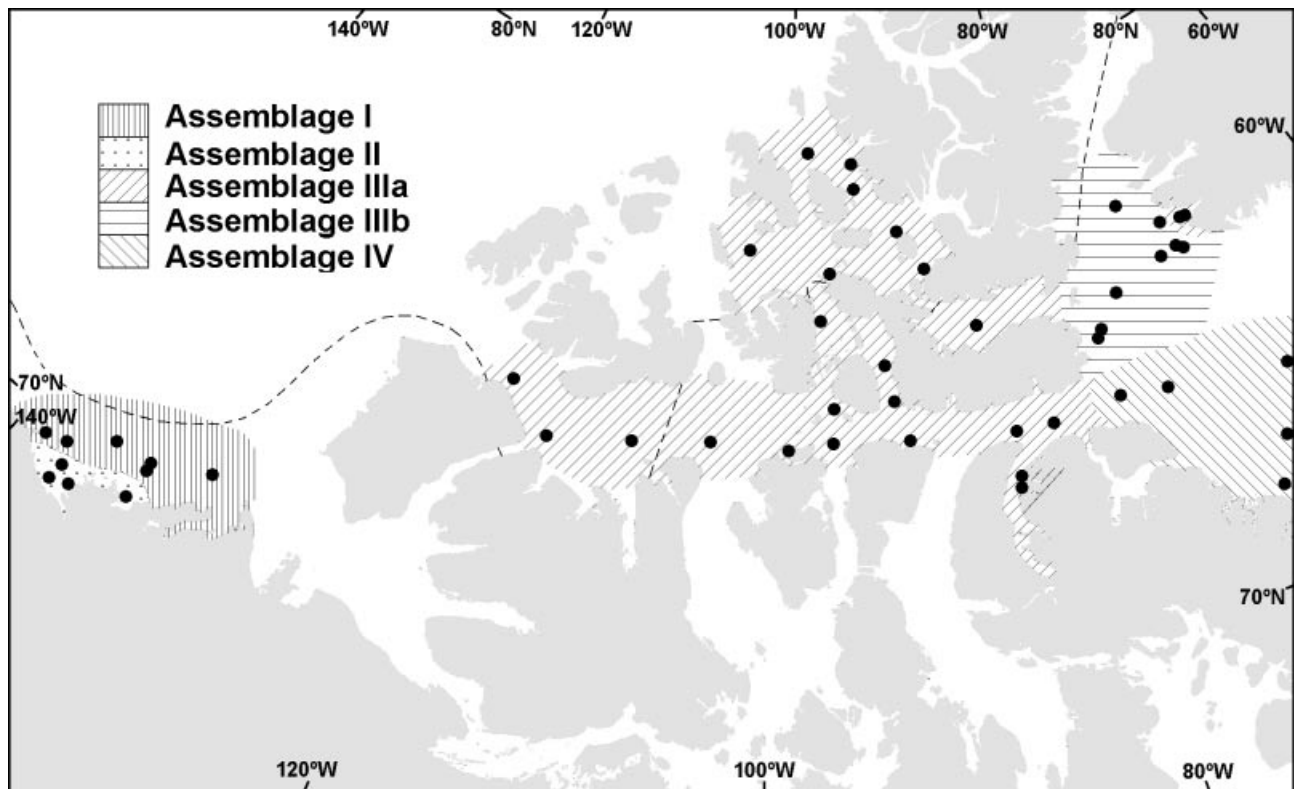 140ºW 80ºN 120ºW 100ºW 80ºW 80ºN 60ºW
Assemblage I
60ºW
Assemblage II
Assemblage IIIa
Assemblage IIIb
Assemblage IV
70ºN
140ºW
70ºN
120ºW 100ºW 80ºW